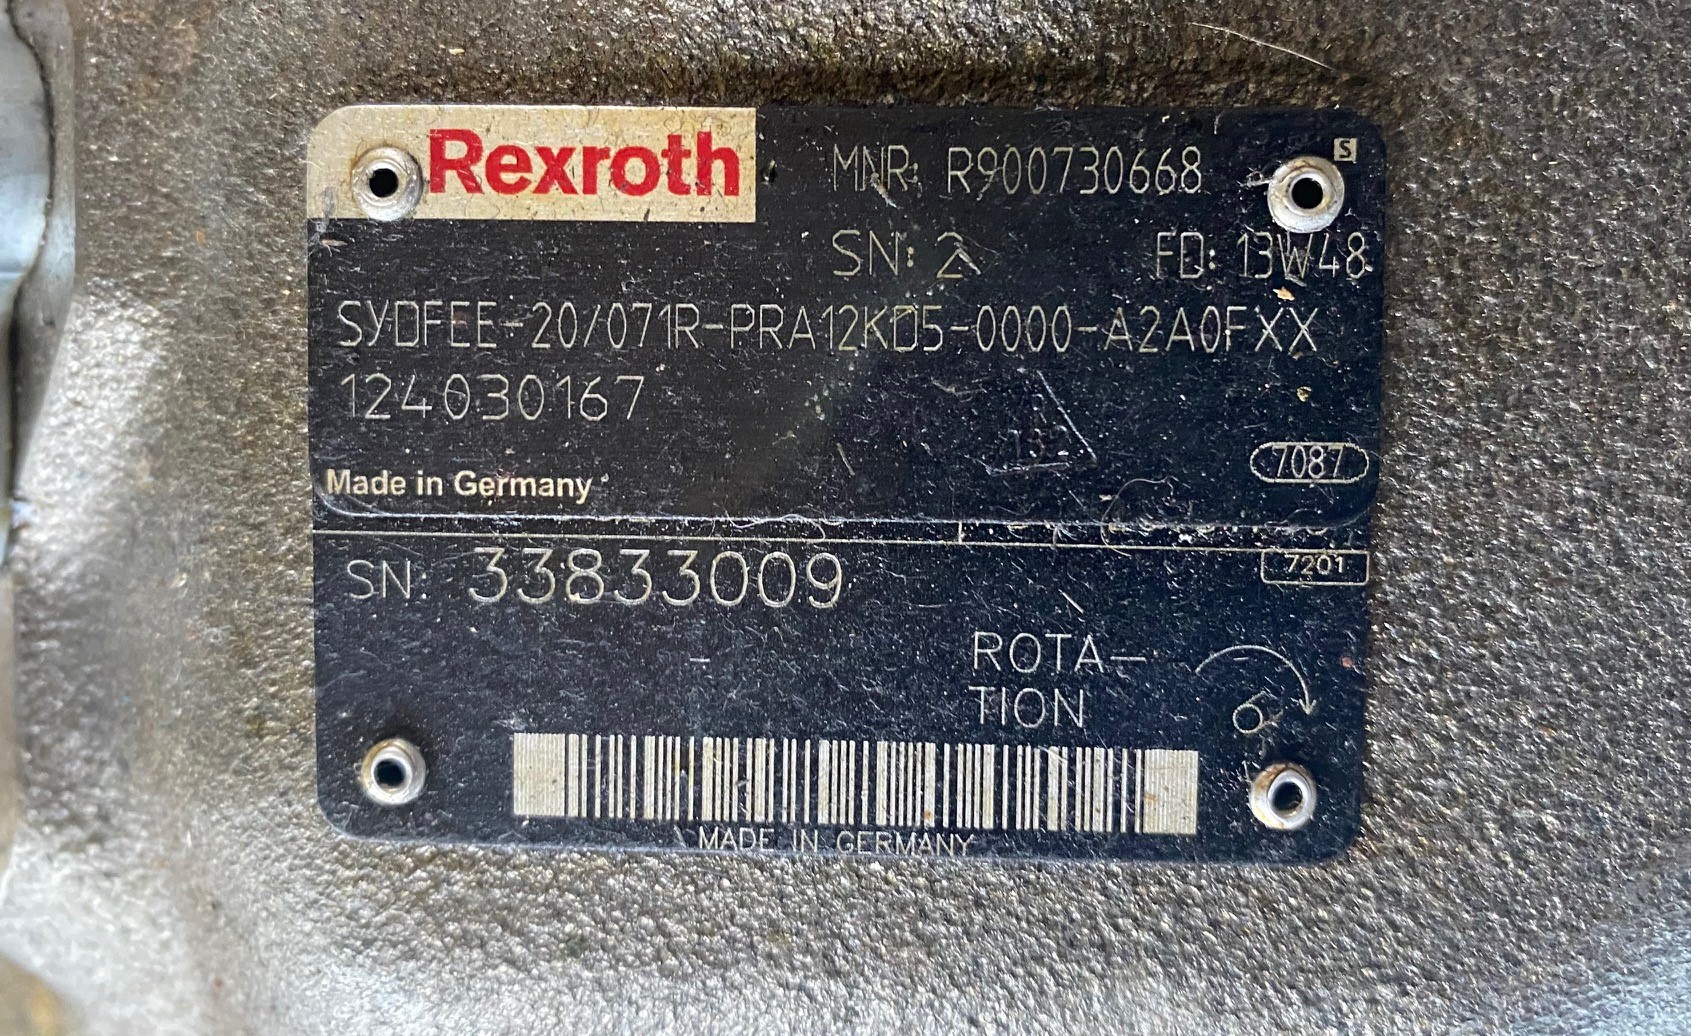 Rexroth
MNR: R900730668
S
SN: 2
FD: 13W48
SYDFEE-20/071R-PRA12KD5-0000-A2A0FXX
124030167
Made in Germany
7087
7201
SN: 33833009
ROTA-
TION
MADE IN GERMANY